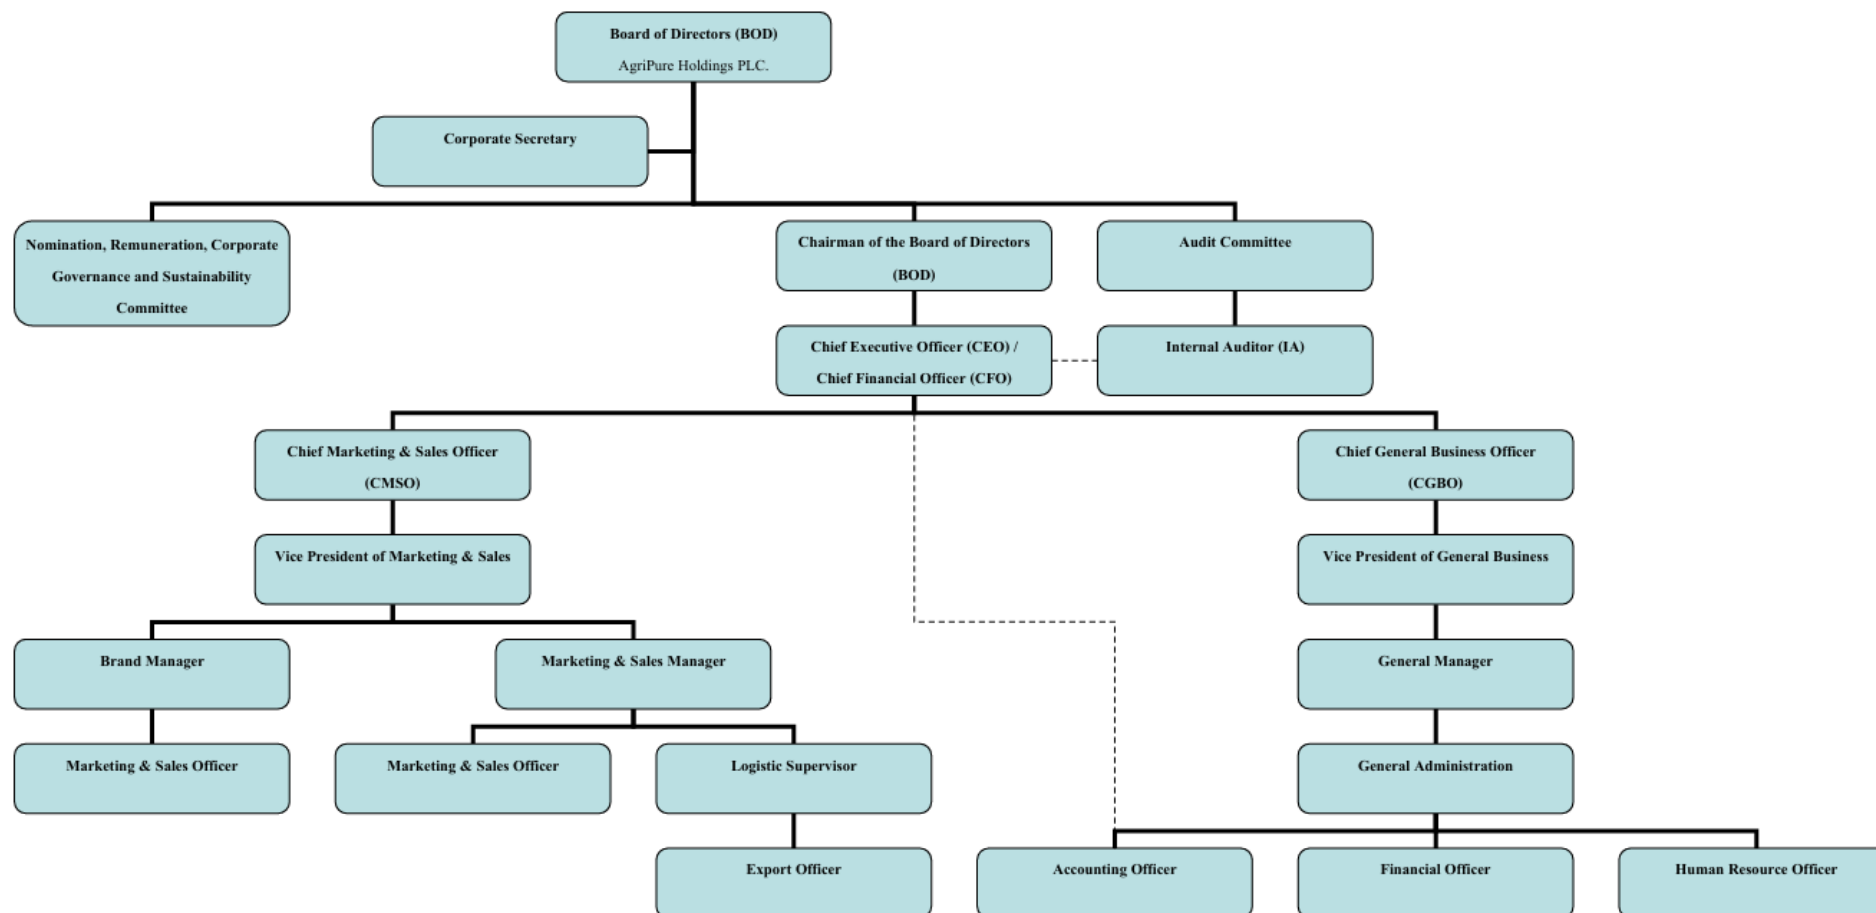 Board of Directors (BOD)
AgriPure Holdings PLC.
Corporate Secretary
Nomination, Remuneration, Corporate
Governance and Sustainability
Committee
Chairman of the Board of Directors
(BOD)
Audit Committee
Chief Executive Officer (CEO) /
Chief Financial Officer (CFO)
Internal Auditor (IA)
Chief Marketing & Sales Officer
(CMSO)
Chief General Business Officer
(CGBO)
Vice President of Marketing & Sales
Vice President of General Business
Brand Manager
Marketing & Sales Manager
General Manager
Marketing & Sales Officer
Marketing & Sales Officer
Logistic Supervisor
General Administration
Export Officer
Accounting Officer
Financial Officer
Human Resource Officer